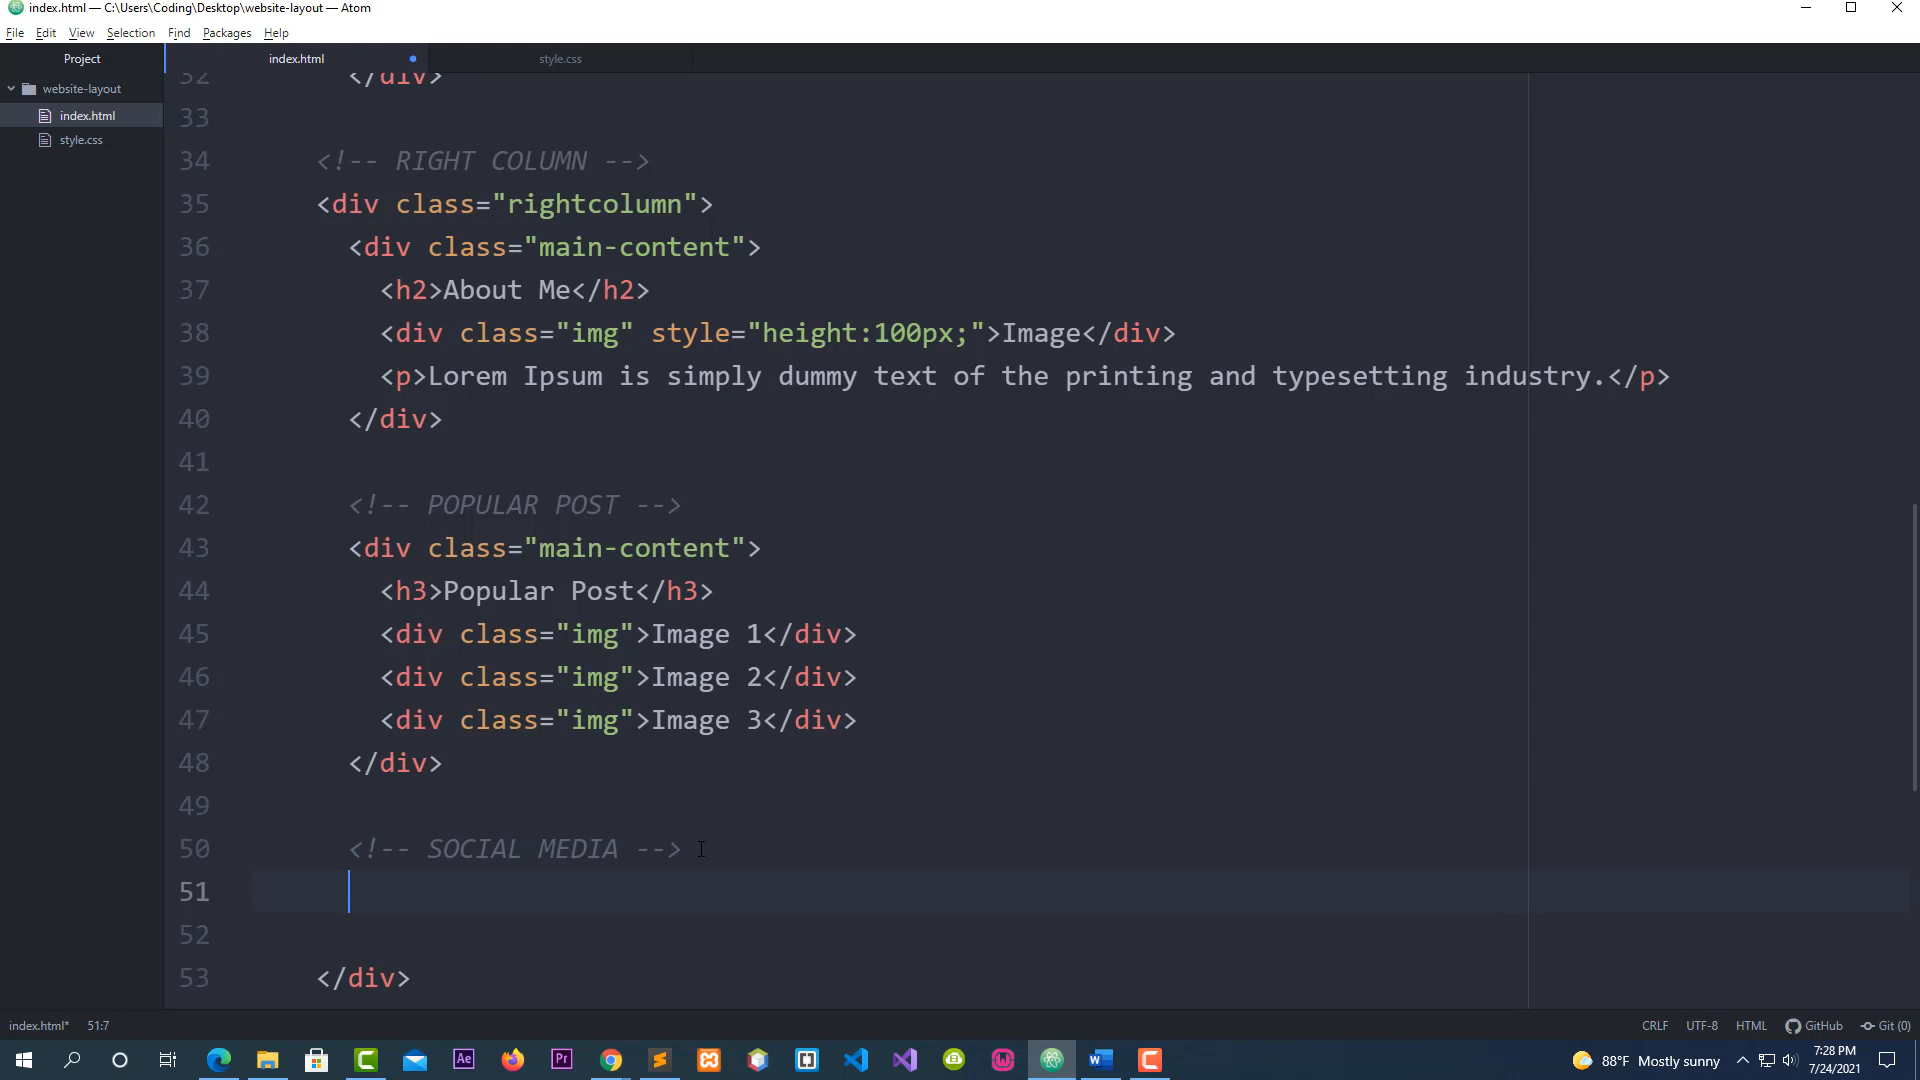 index.html — C:\Users\Coding\Desktop\website-layout — Atom
File Edit View Selection Find Packages Help
Project index.html style.css
website-layout
index.html
style.css
32 </div>
33
34 <!-- RIGHT COLUMN -->
35 <div class="rightcolumn">
36 <div class="main-content">
37 <h2>About Me</h2>
38 <div class="img" style="height:100px;">Image</div>
39 <p>Lorem Ipsum is simply dummy text of the printing and typesetting industry.</p>
40 </div>
41
42 <!-- POPULAR POST -->
43 <div class="main-content">
44 <h3>Popular Post</h3>
45 <div class="img">Image 1</div>
46 <div class="img">Image 2</div>
47 <div class="img">Image 3</div>
48 </div>
49
50 <!-- SOCIAL MEDIA -->
51
52
53 </div>
index.html* 51:7 CRLF UTF-8 HTML GitHub Git (0)
Ae Pr 88°F Mostly sunny 7:28 PM
7/24/2021